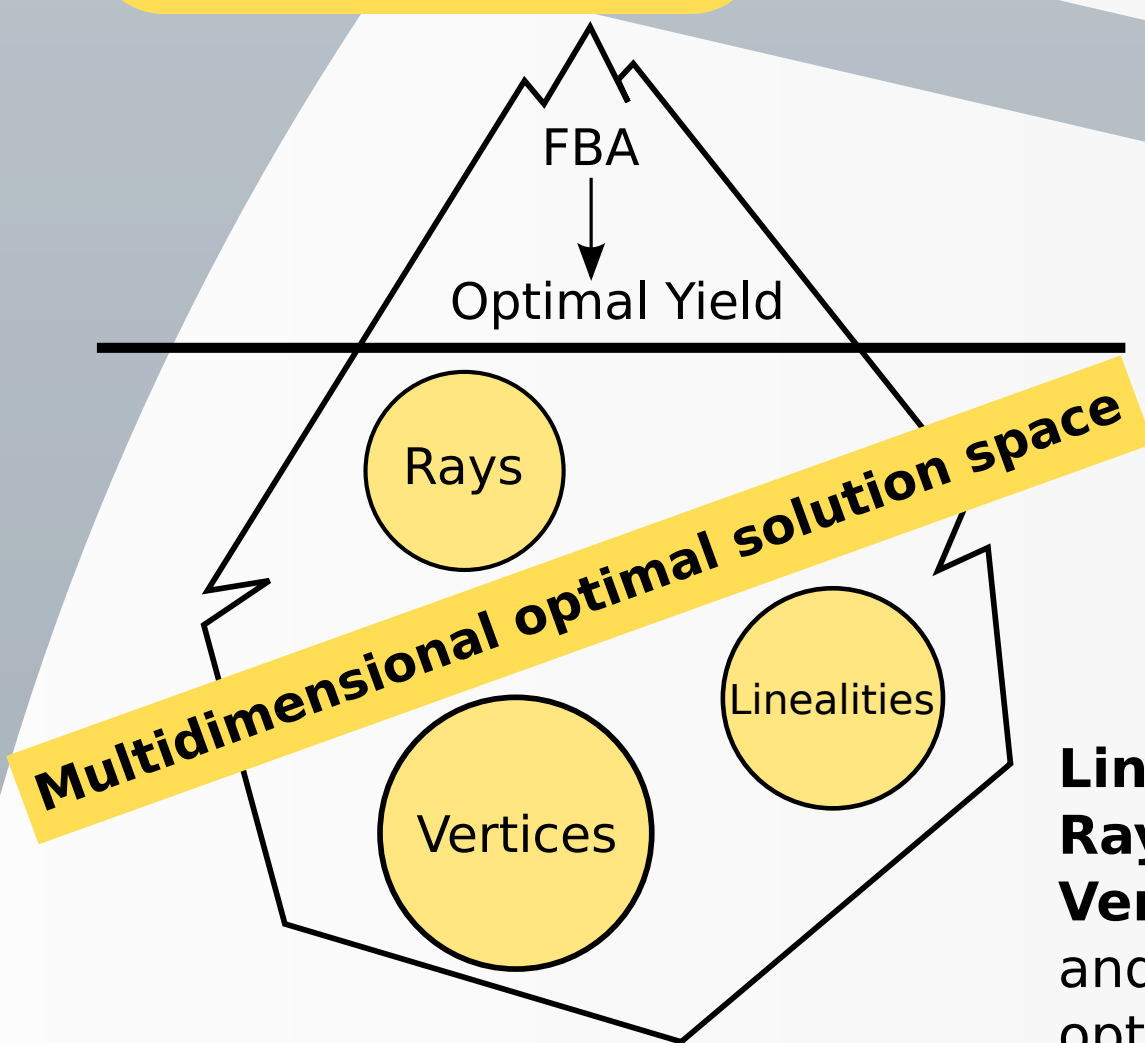 FBA
Optimal Yield
Rays
Multidimensional optimal solution space
Linealities
Vertices
and